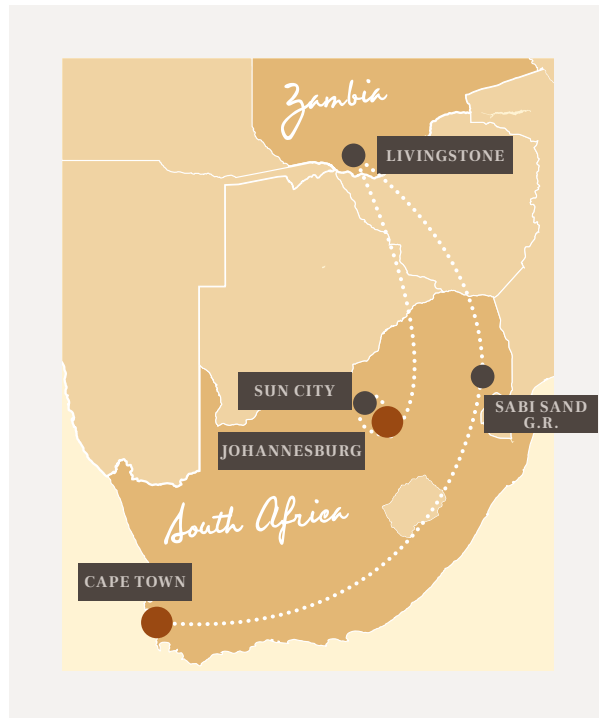 Zambia
LIVINGSTONE
SUN CITY
SABI SAND
G.R.
JOHANNESBURG
South Africa
CAPE TOWN